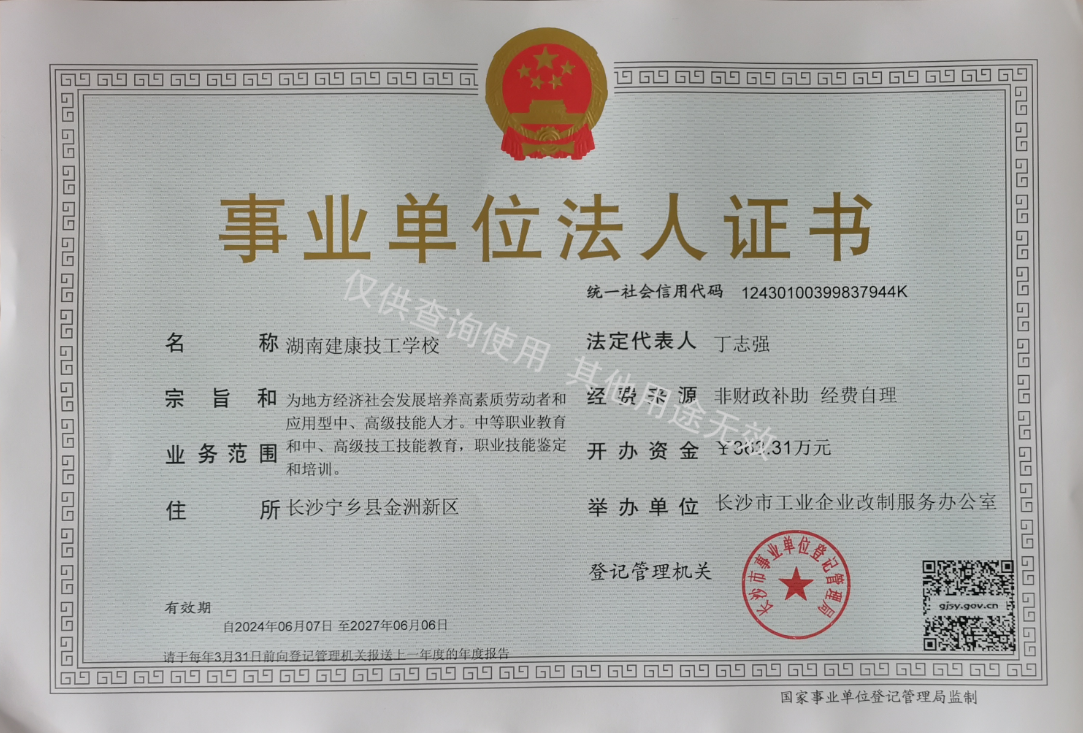 事业单位法人证书
统一社会信用代码 12430100399837944K
名称 湖南建康技工学校
法定代表人 丁志强
宗旨和业务范围
为地方经济社会发展培养高素质劳动者和
应用型中、高级技能人才。中等职业教育
和中、高级技工技能教育，职业技能鉴定
和培训。
经费来源 非财政补助 经费自理
开办资金
住所 长沙宁乡县金洲新区
举办单位 长沙市工业企业改制服务办公室
登记管理机关
长沙市事业单位登记管理局
gjsy.gov.cn
有效期
自2024年06月07日 至2027年06月06日
请于每年3月31日前向登记管理机关报送上一年度的年度报告
国家事业单位登记管理局监制
仅供查询使用 其他用途无效